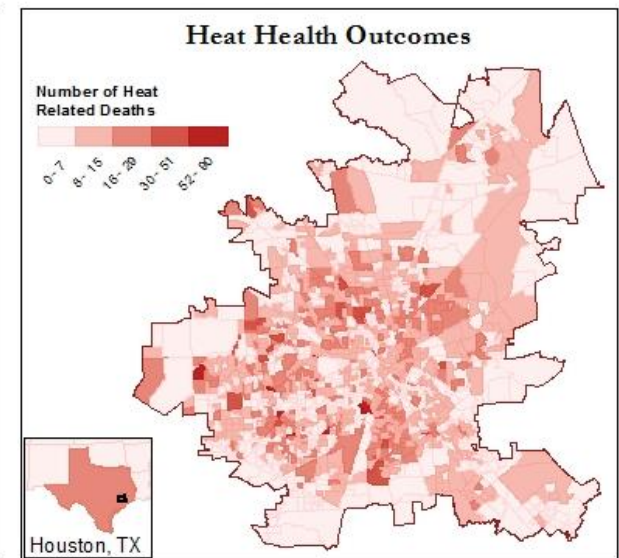 Heat Health Outcomes
Number of Heat
Related Deaths
0 - 7
8 - 15
16 - 29
30 - 51
52 - 90
Houston, TX